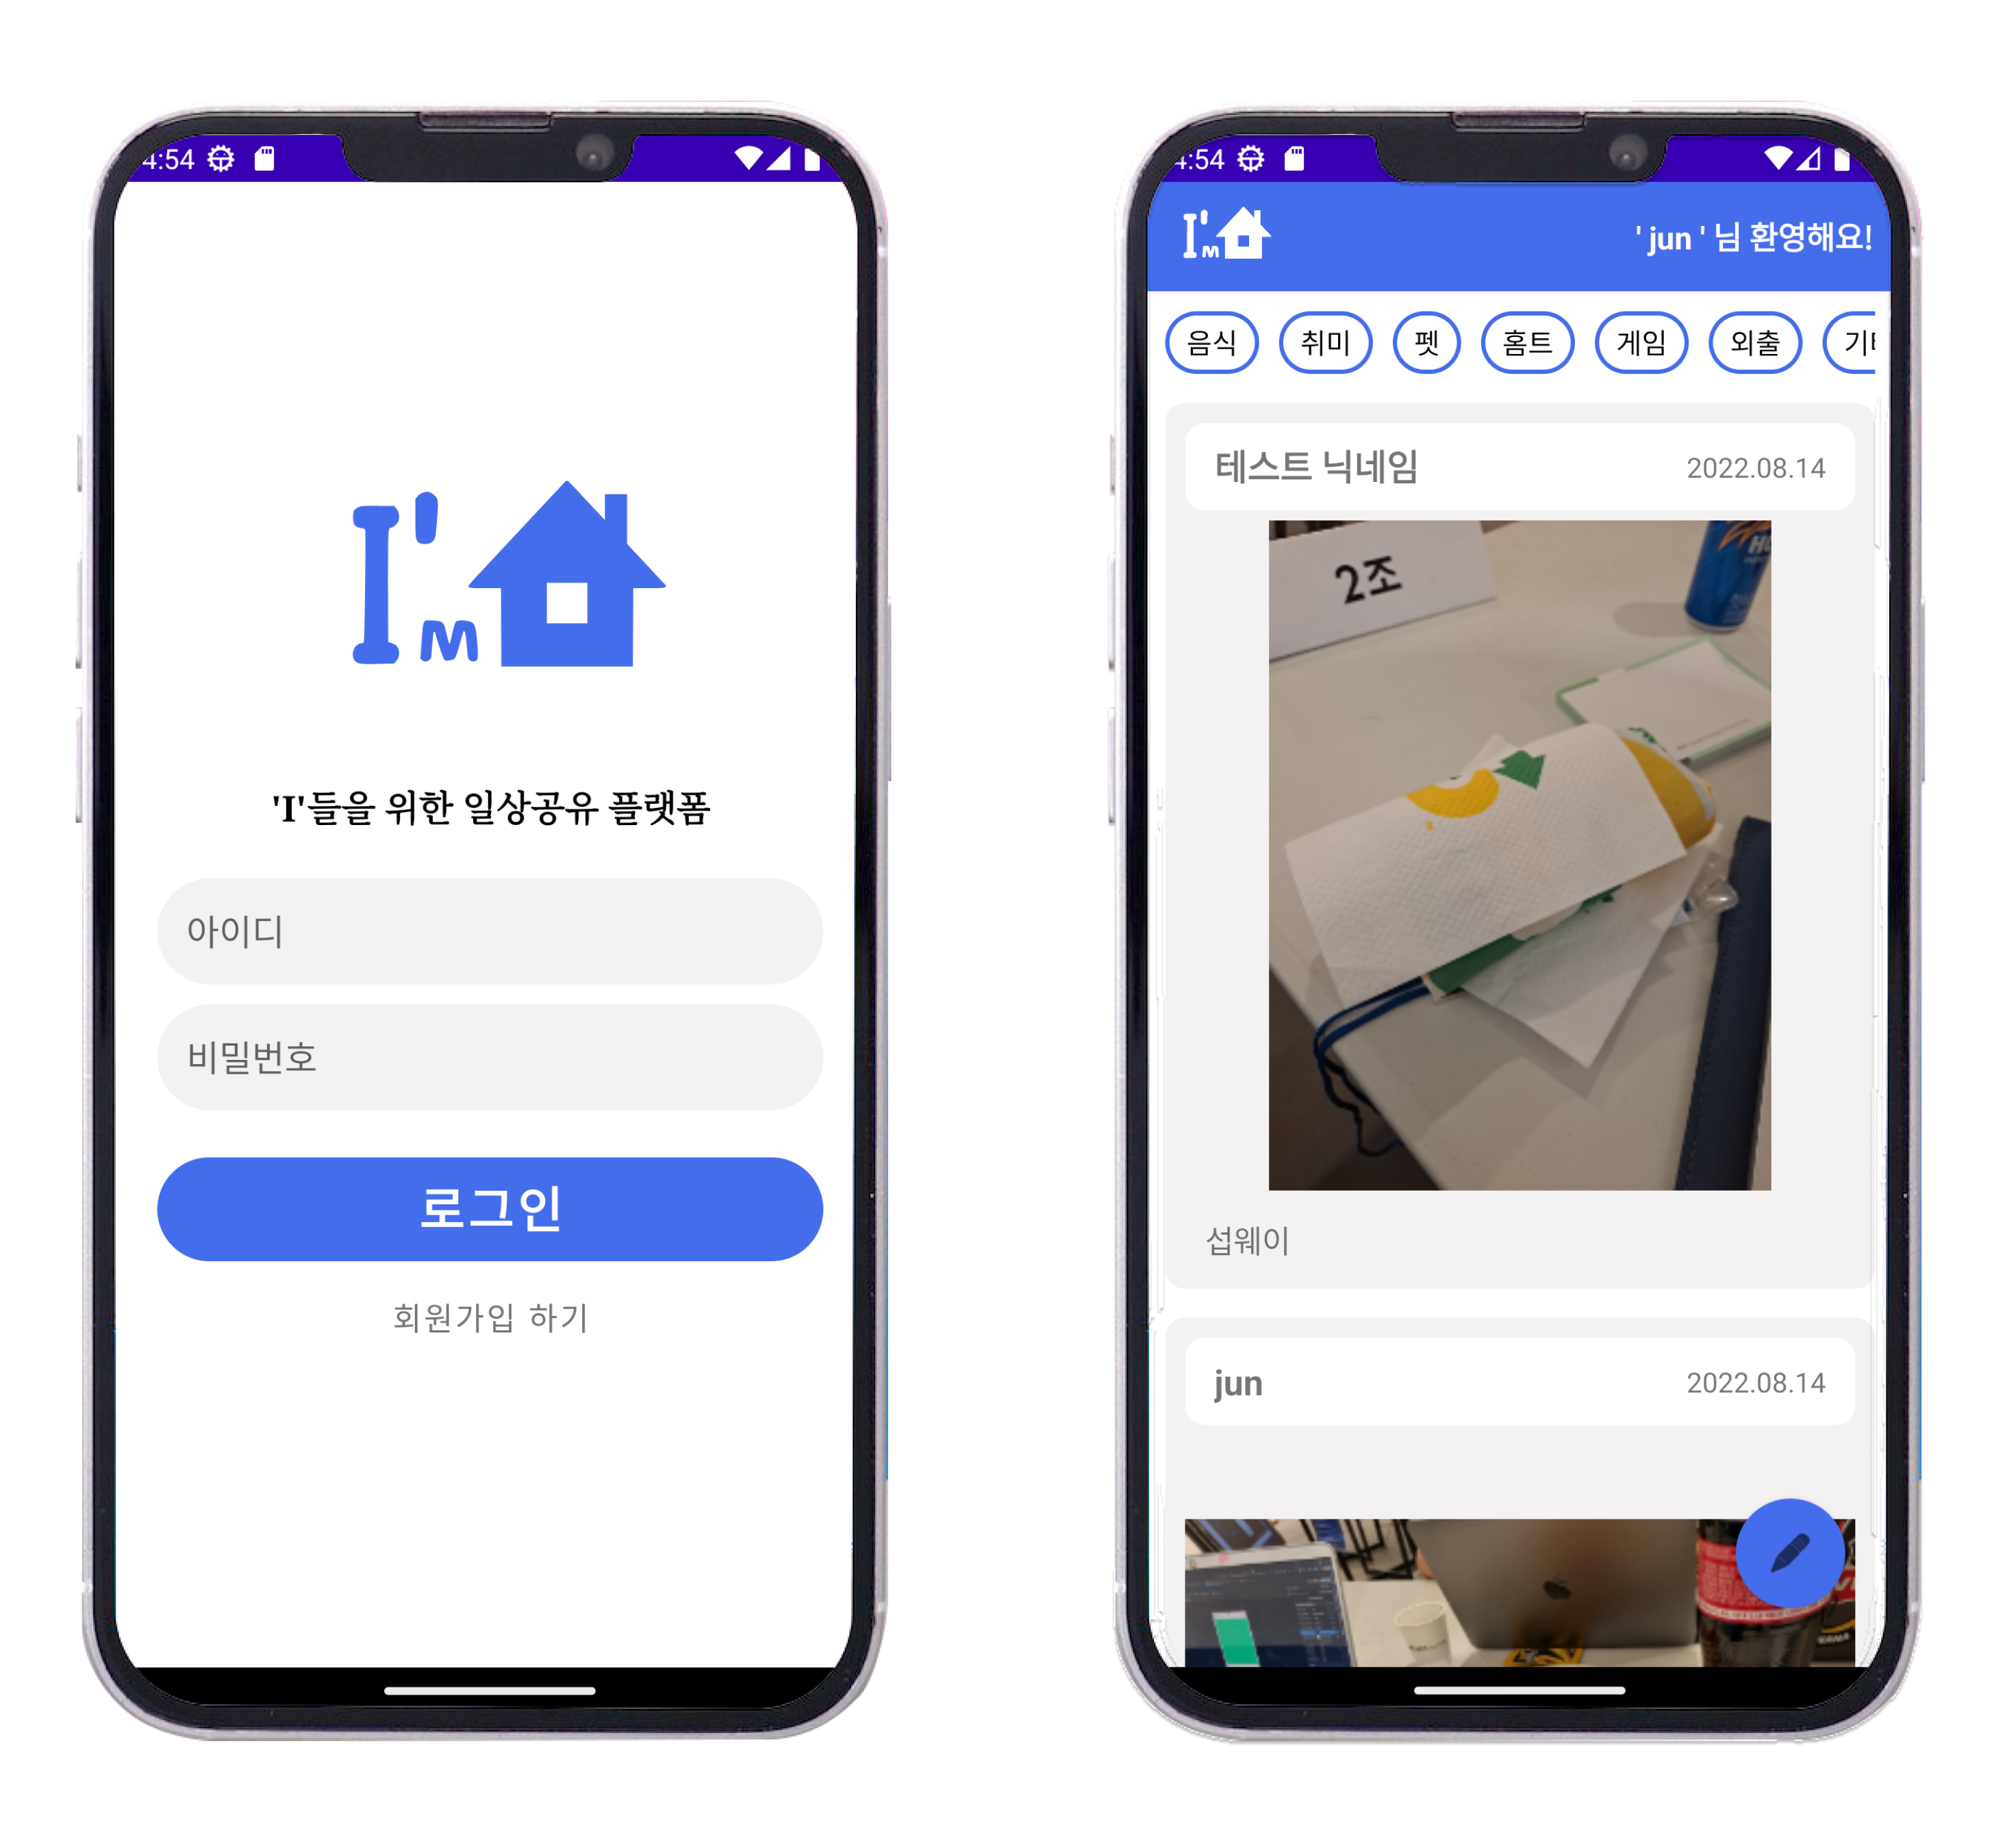 4:54
I'm
'I'들을 위한 일상공유 플랫폼
아이디
비밀번호
로그인
회원가입 하기
4:54
I'm
' jun ' 님 환영해요!
음식 취미 펫 홈트 게임 외출
테스트 닉네임 2022.08.14
2조
섭웨이
jun 2022.08.14